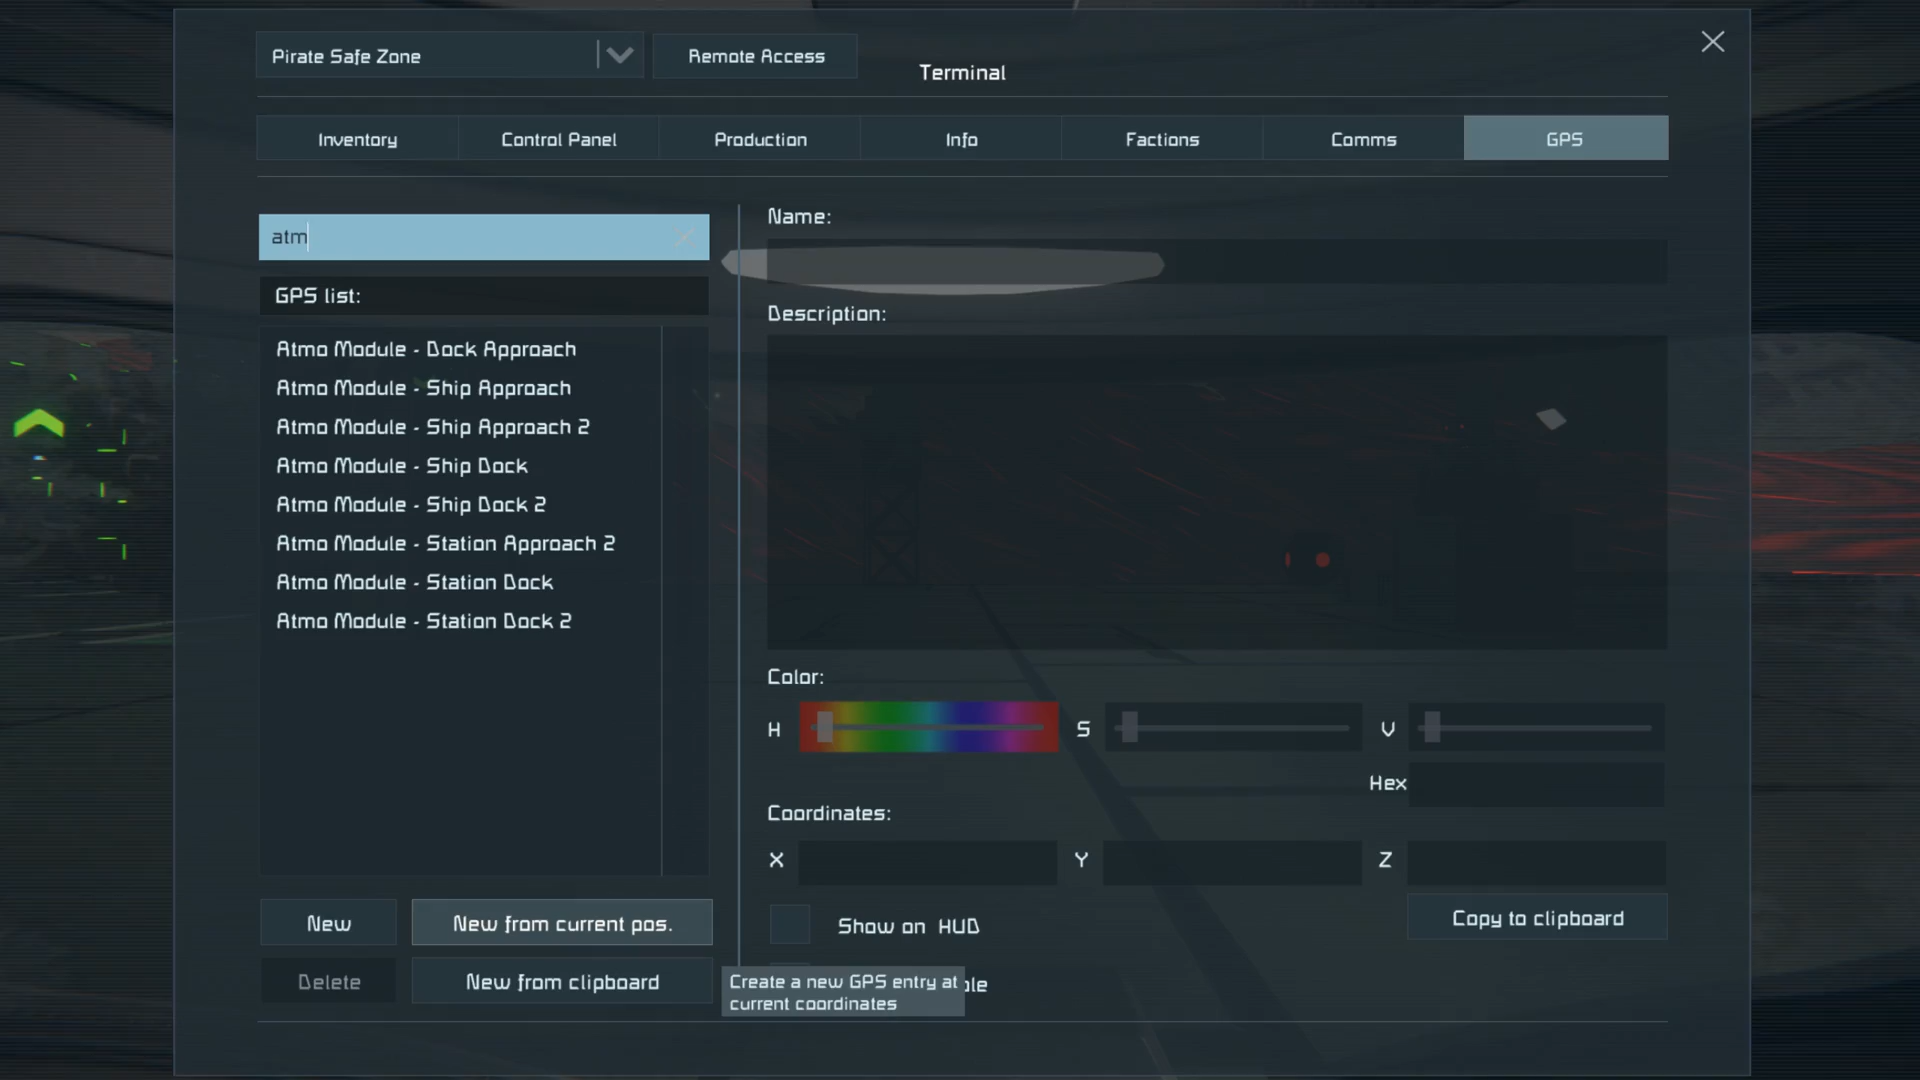 Pirate Safe Zone
Remote Access
Terminal
Inventory
Control Panel
Production
Info
Factions
Comms
GPS
atm
GPS list:
Atmo Module - Dock Approach
Atmo Module - Ship Approach
Atmo Module - Ship Approach 2
Atmo Module - Ship Dock
Atmo Module - Ship Dock 2
Atmo Module - Station Approach 2
Atmo Module - Station Dock
Atmo Module - Station Dock 2
New
New from current pos.
Delete
New from clipboard
Name:
Description:
Color:
H
S
V
Hex
Coordinates:
X
Y
Z
Show on HUD
Copy to clipboard
Create a new GPS entry at
current coordinates